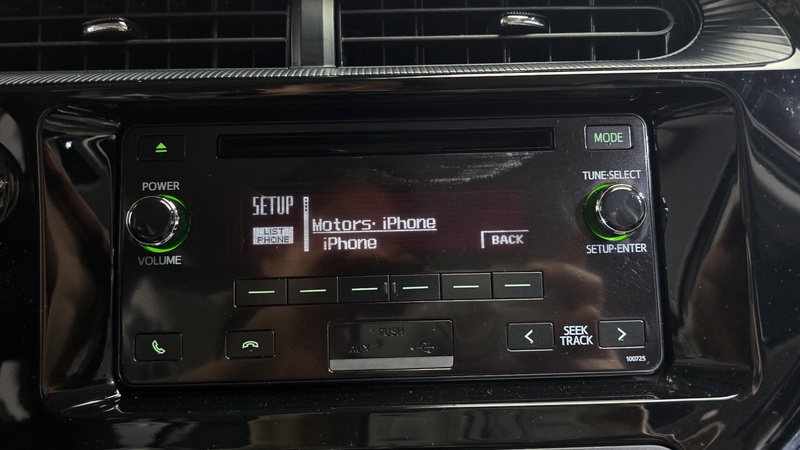 MODE
POWER
VOLUME
TUNE·SELECT
SETUP·ENTER
SETUP
LIST
PHONE
Motors· iPhone
iPhone
BACK
PUSH
AUX
SEEK
TRACK
100725